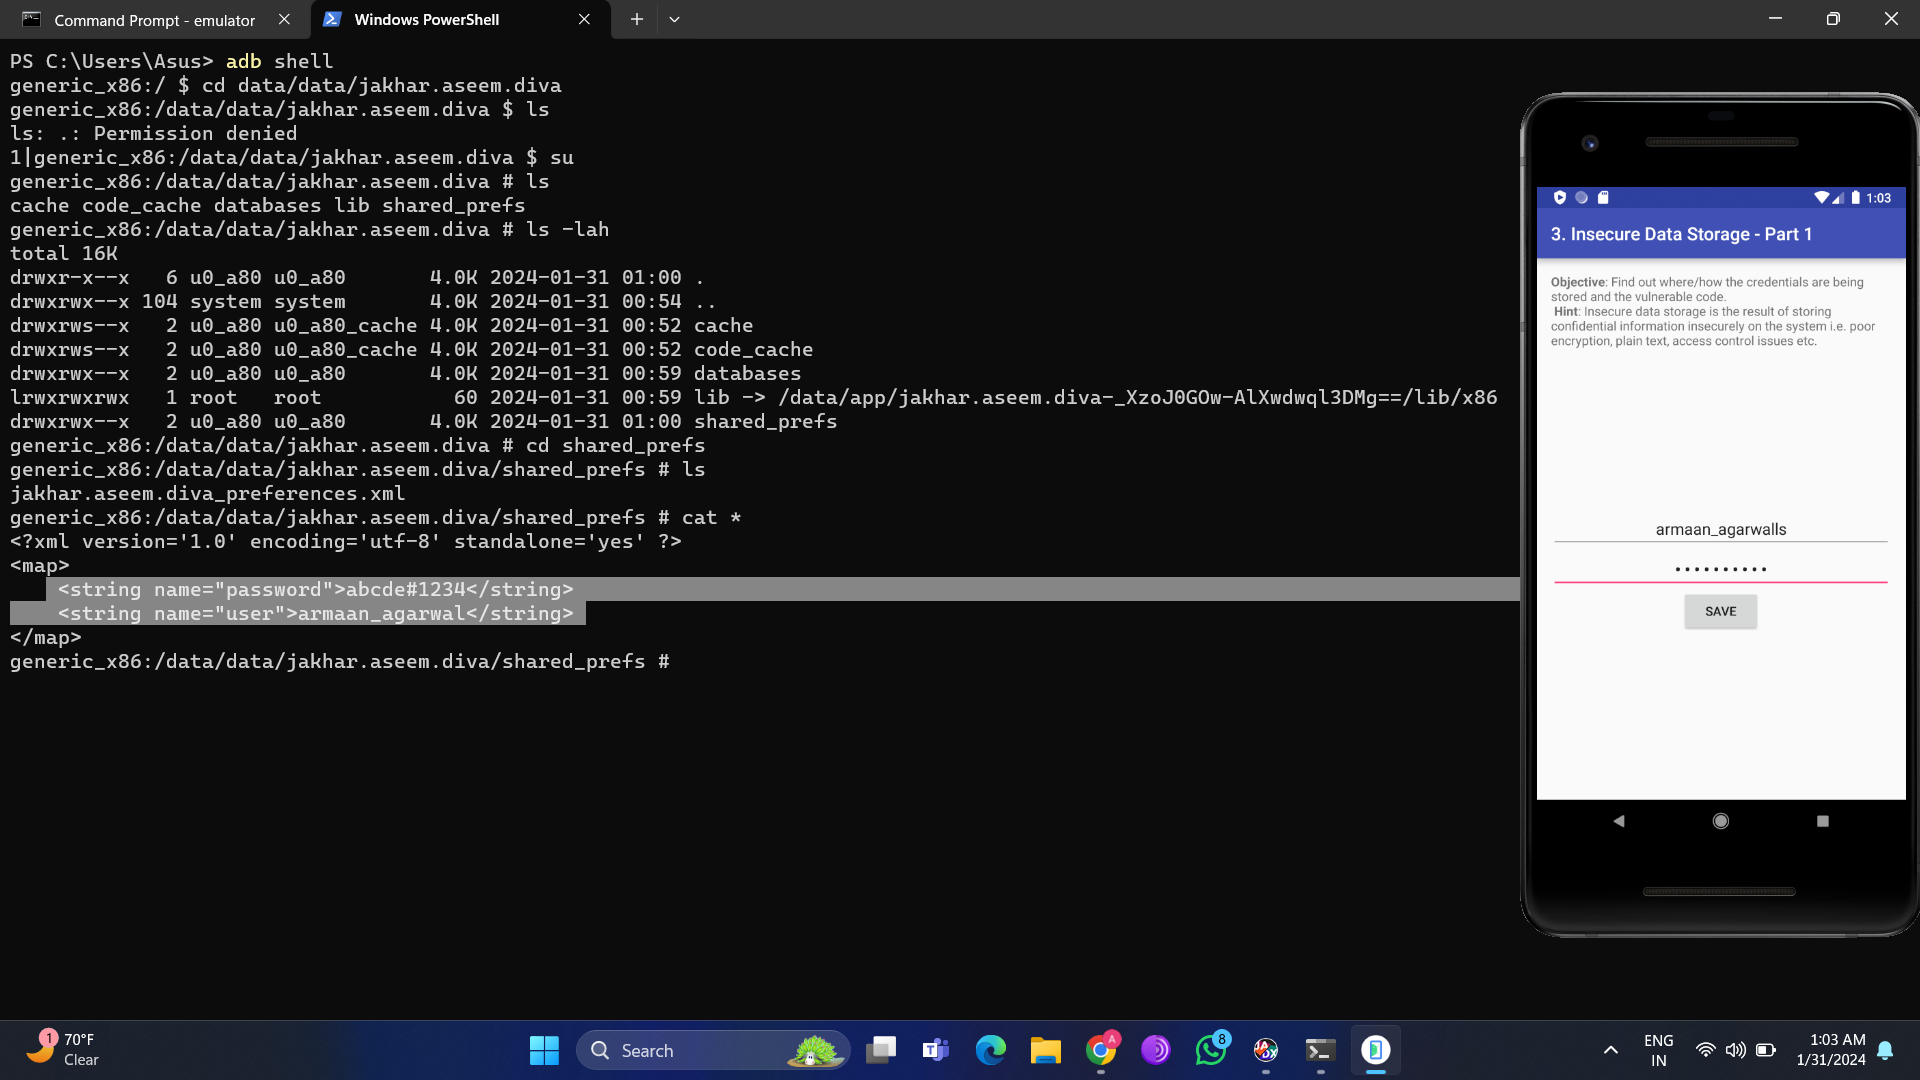 Command Prompt - emulator
Windows PowerShell
PS C:\Users\Asus> adb shell
generic_x86:/ $ cd data/data/jakhar.aseem.diva
generic_x86:/data/data/jakhar.aseem.diva $ ls
ls: .: Permission denied
1|generic_x86:/data/data/jakhar.aseem.diva $ su
generic_x86:/data/data/jakhar.aseem.diva # ls
cache code_cache databases lib shared_prefs
generic_x86:/data/data/jakhar.aseem.diva # ls -lah
total 16K
drwxr-x--x   6 u0_a80 u0_a80       4.0K 2024-01-31 01:00 .
drwxrwx--x 104 system system       4.0K 2024-01-31 00:54 ..
drwxrws--x   2 u0_a80 u0_a80_cache 4.0K 2024-01-31 00:52 cache
drwxrws--x   2 u0_a80 u0_a80_cache 4.0K 2024-01-31 00:52 code_cache
drwxrwx--x   2 u0_a80 u0_a80       4.0K 2024-01-31 00:59 databases
lrwxrwxrwx   1 root   root           60 2024-01-31 00:59 lib -> /data/app/jakhar.aseem.diva-_XzoJ0GOw-AlXwdwql3DMg==/lib/x86
drwxrwx--x   2 u0_a80 u0_a80       4.0K 2024-01-31 01:00 shared_prefs
generic_x86:/data/data/jakhar.aseem.diva # cd shared_prefs
generic_x86:/data/data/jakhar.aseem.diva/shared_prefs # ls
jakhar.aseem.diva_preferences.xml
generic_x86:/data/data/jakhar.aseem.diva/shared_prefs # cat *
<?xml version='1.0' encoding='utf-8' standalone='yes' ?>
<map>
    <string name="password">abcde#1234</string>
    <string name="user">armaan_agarwal</string>
</map>
generic_x86:/data/data/jakhar.aseem.diva/shared_prefs #
1:03
3. Insecure Data Storage - Part 1
Objective: Find out where/how the credentials are being
stored and the vulnerable code.
Hint: Insecure data storage is the result of storing
confidential information insecurely on the system i.e. poor
encryption, plain text, access control issues etc.
armaan_agarwalls
••••••••••
SAVE
1
70°F
Clear
Search
A
8
JADX
ENG
IN
1:03 AM
1/31/2024